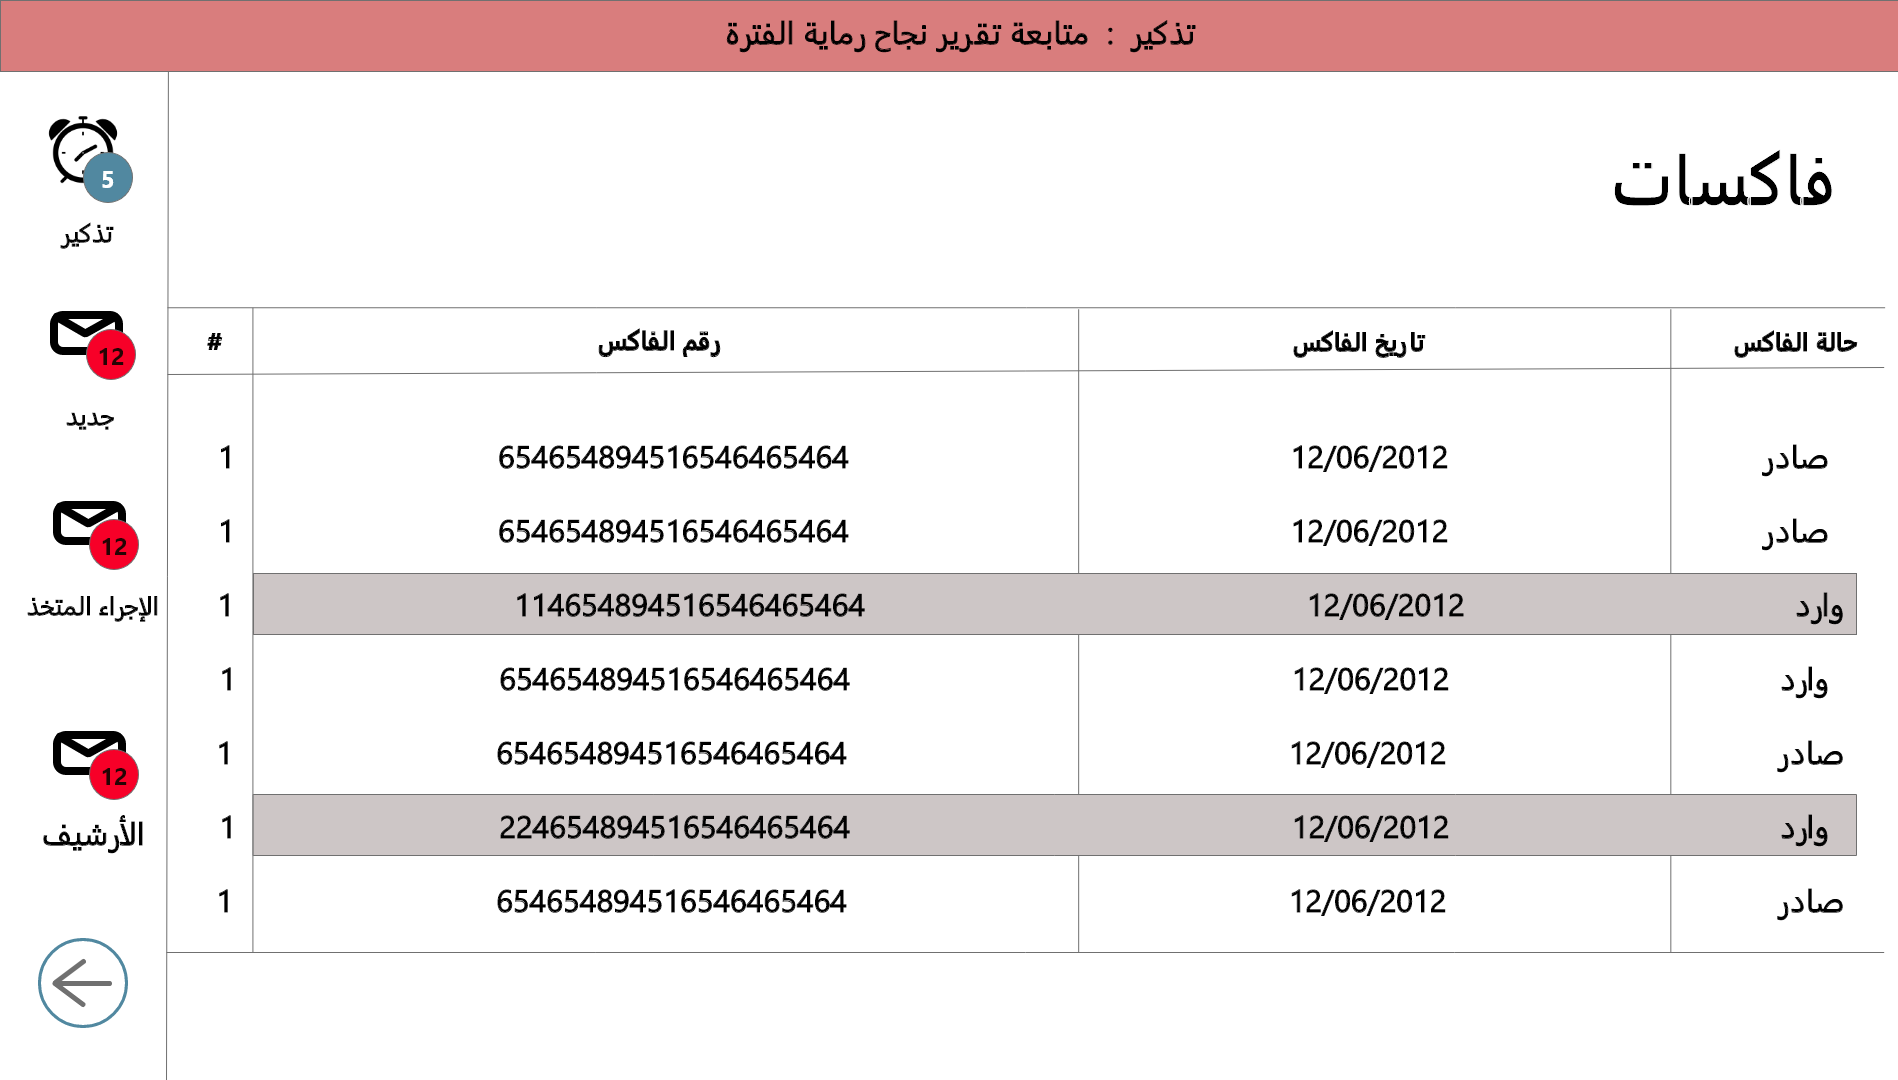 تذكير : متابعة تقرير نجاح رماية الفترة
فاكسات
5
تذكير
12
جديد
12
الإجراء المتخذ
12
الأرشيف
حالة الفاكس تاريخ الفاكس رقم الفاكس #
صادر 12/06/2012 654654894516546465464 1
صادر 12/06/2012 654654894516546465464 1
وارد 12/06/2012 114654894516546465464 1
وارد 12/06/2012 654654894516546465464 1
صادر 12/06/2012 654654894516546465464 1
وارد 12/06/2012 224654894516546465464 1
صادر 12/06/2012 654654894516546465464 1